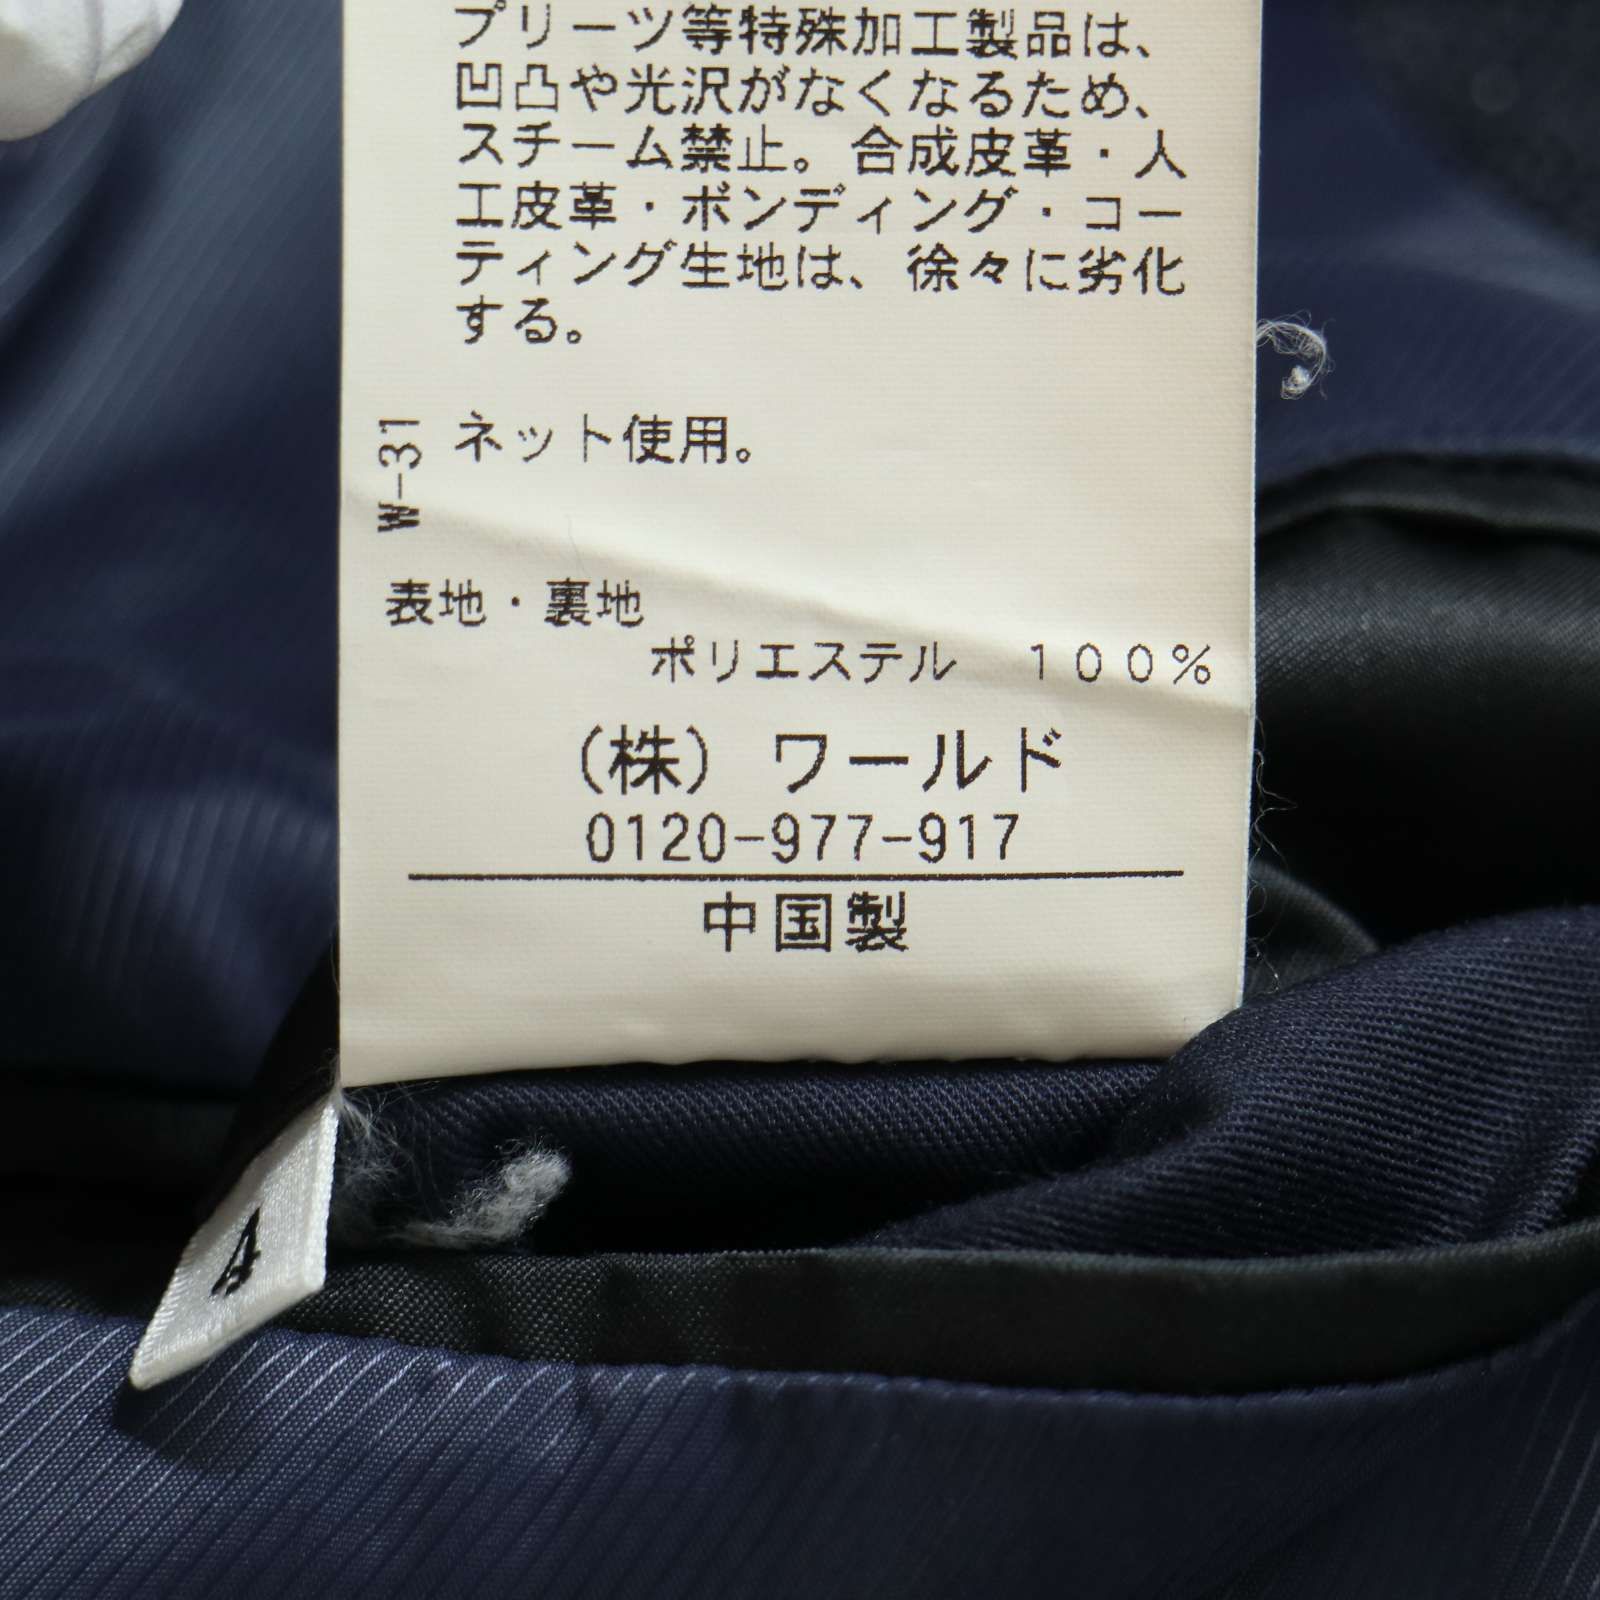 プリーツ等特殊加工製品は、
凹凸や光沢がなくなるため、
スチーム禁止。合成皮革・人
工皮革・ボンディング・コー
ティング生地は、徐々に劣化
する。
W-31
ネット使用。
表地・裏地
ポリエステル 100%
(株)ワールド
0120-977-917
中国製
4